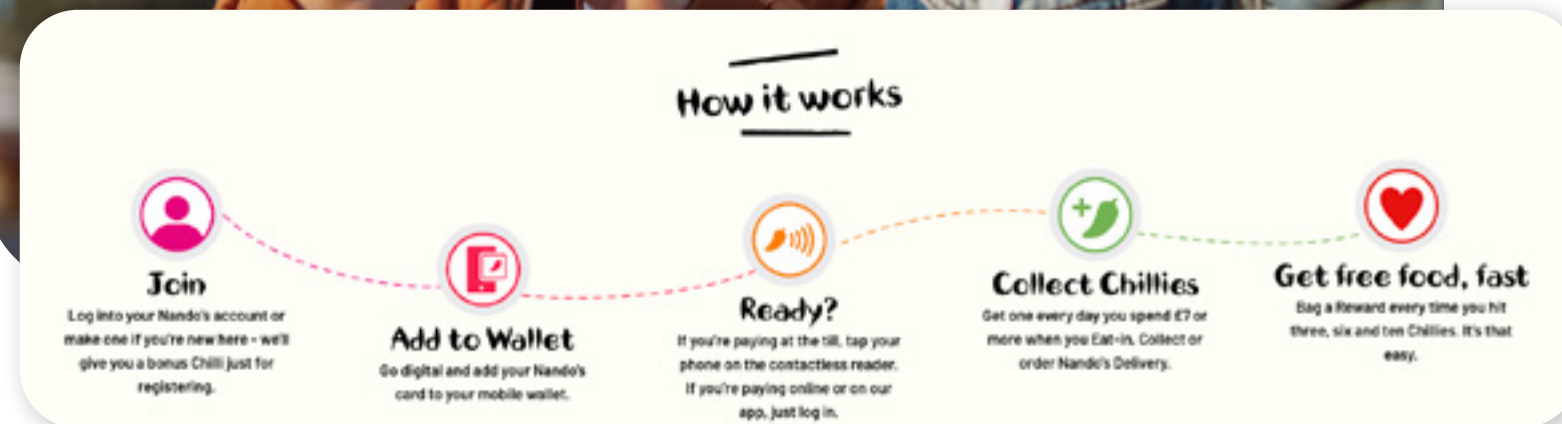 How it works
Join
Log into your Nando's account or
make one if you're new here - we'll
give you a bonus Chilli just for
registering.
Add to Wallet
Go digital and add your Nando's
card to your mobile wallet.
Ready?
If you're paying at the till, tap your
phone on the contactless reader.
If you're paying online or on our
app, just log in.
Collect Chillies
Get one every day you spend £7 or
more when you Eat-in, Collect or
order Nando's Delivery.
Get free food, fast
Bag a Reward every time you hit
three, six and ten Chillies. It's that
easy.